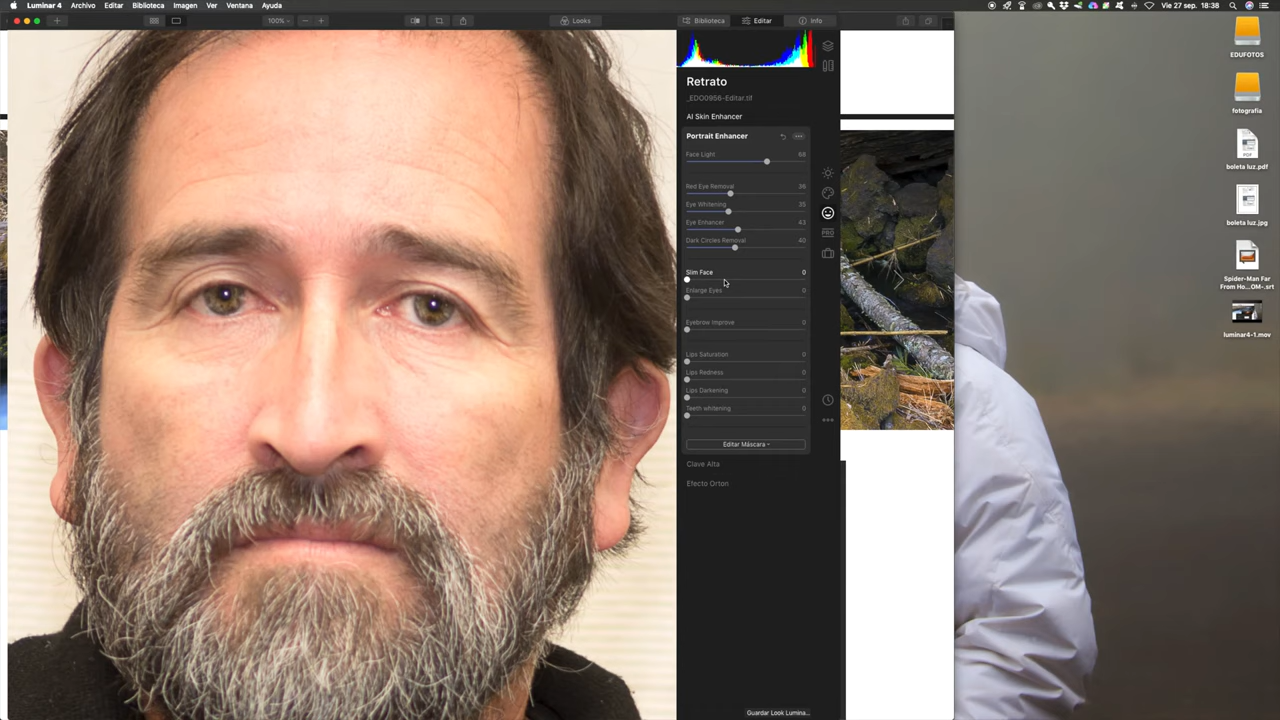 Luminar 4 Archivo Editar Biblioteca Imagen Ver Ventana Ayuda
Vie 27 sep. 18:38
100%
Looks
Biblioteca
Editar
Info
Retrato
_EDO0956-Editar.tif
AI Skin Enhancer
Portrait Enhancer
Face Light 68
Red Eye Removal 36
Eye Whitening 35
Eye Enhancer 43
Dark Circles Removal 40
Slim Face 0
Enlarge Eyes 0
Eyebrow Improve 0
Lips Saturation 0
Lips Redness 0
Lips Darkening 0
Teeth whitening 0
Editar Máscara
Clave Alta
Efecto Orton
PRO
Guardar Look Lumina...
EDUFOTOS
fotografia
PDF
boleta luz.pdf
boleta luz.jpg
Spider-Man Far
From Ho...OM-.srt
luminar4-1.mov